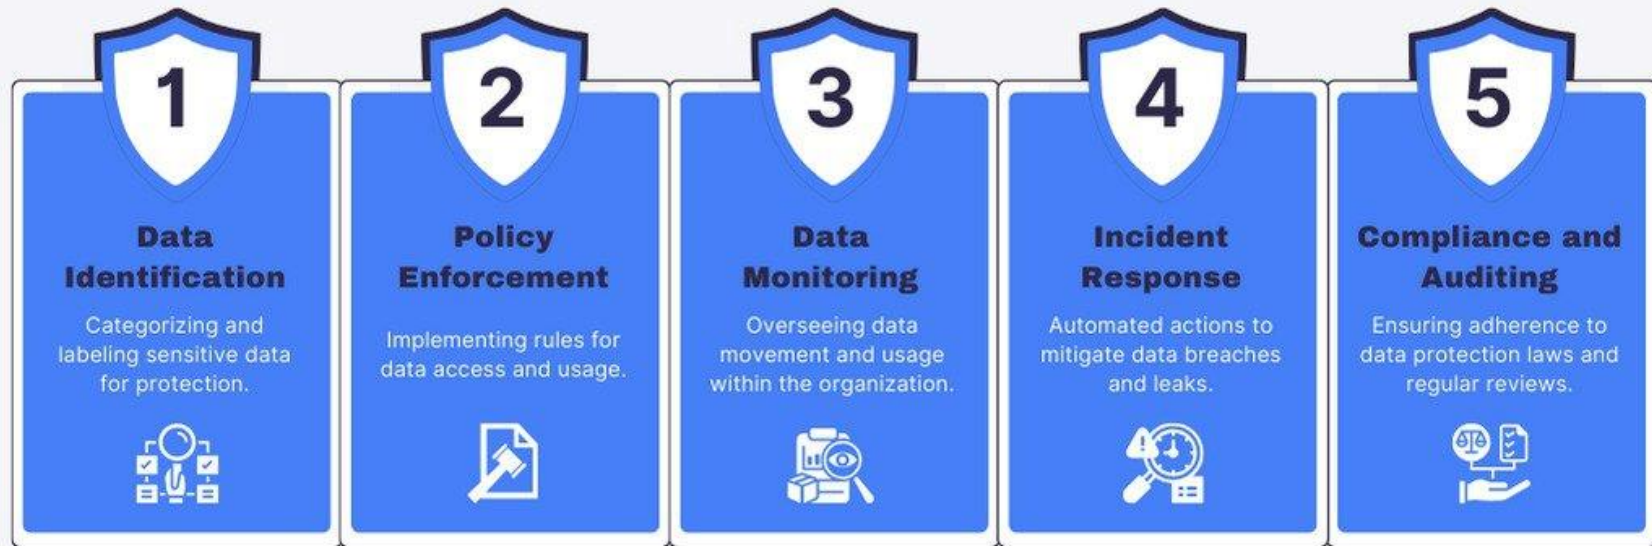 1
Data
Identification
Categorizing and
labeling sensitive data
for protection.
2
Policy
Enforcement
Implementing rules for
data access and usage.
3
Data
Monitoring
Overseeing data
movement and usage
within the organization.
4
Incident
Response
Automated actions to
mitigate data breaches
and leaks.
5
Compliance and
Auditing
Ensuring adherence to
data protection laws and
regular reviews.